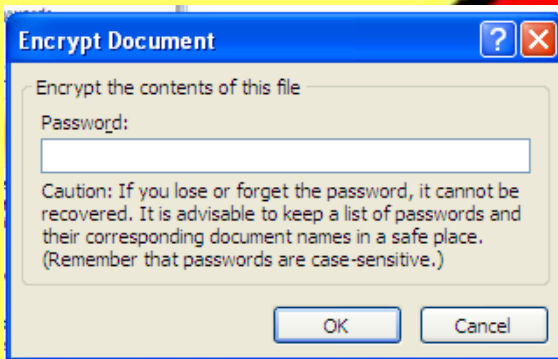 Encrypt Document
?
Encrypt the contents of this file
Password:
Caution: If you lose or forget the password, it cannot be
recovered. It is advisable to keep a list of passwords and
their corresponding document names in a safe place.
(Remember that passwords are case-sensitive.)
OK Cancel